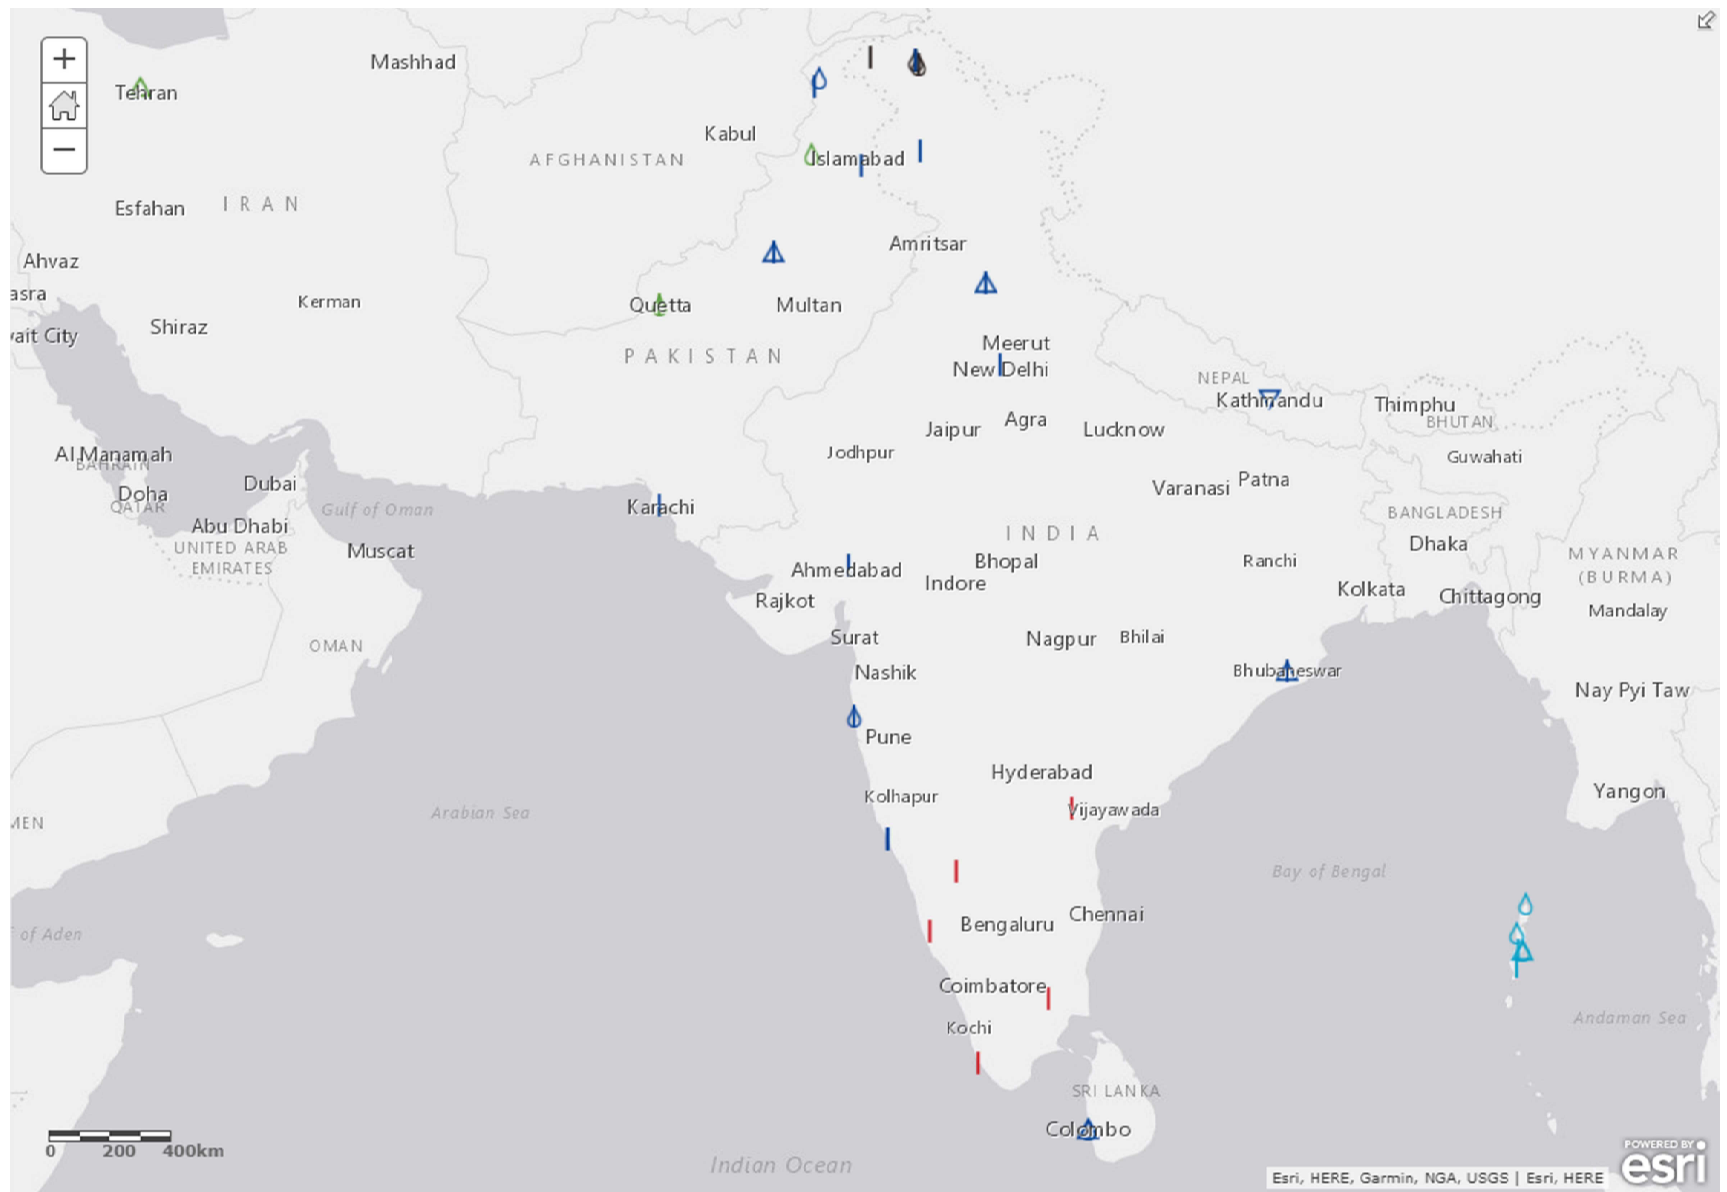 +
−
Mashhad
Tehran
Kabul
AFGHANISTAN
Islamabad
Esfahan
IRAN
Amritsar
Ahvaz
asra
Kerman
Quetta
Multan
Shiraz
Meerut
PAKISTAN
New Delhi
NEPAL
Kathmandu
Thimphu
BHUTAN
Agra
Jaipur
Lucknow
Jodhpur
Guwahati
Al Manamah
BAHRAIN
Dubai
Patna
Varanasi
Doha
QATAR
Karachi
Gulf of Oman
BANGLADESH
Abu Dhabi
INDIA
Dhaka
UNITED ARAB
EMIRATES
Muscat
MYANMAR
(BURMA)
Bhopal
Ranchi
Ahmedabad
Indore
Kolkata
Chittagong
Rajkot
Mandalay
Surat
Nagpur
Bhilai
OMAN
Nashik
Bhubaneswar
Nay Pyi Taw
Pune
Hyderabad
Kolhapur
Yangon
Vijayawada
Arabian Sea
MEN
Bay of Bengal
Chennai
Bengaluru
of Aden
Coimbatore
Andaman Sea
Kochi
SRI LANKA
Colombo
0 200 400km
Indian Ocean
POWERED BY
esri
Esri, HERE, Garmin, NGA, USGS | Esri, HERE